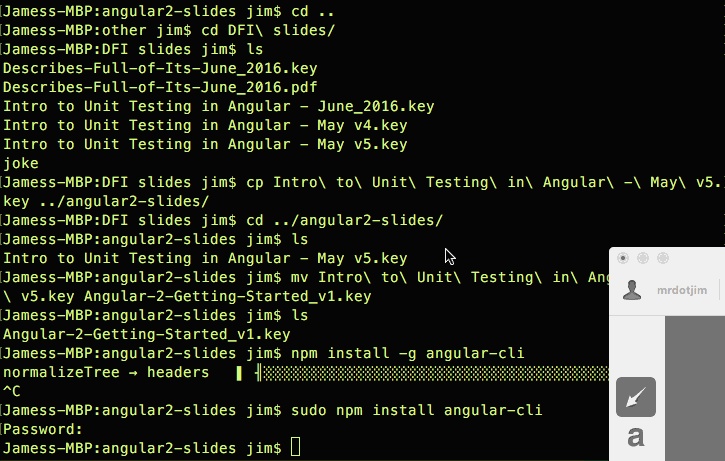 [Jamess-MBP:angular2-slides jim$ cd ..
[Jamess-MBP:other jim$ cd DFI\ slides/
[Jamess-MBP:DFI slides jim$ ls
Describes-Full-of-Its-June_2016.key
Describes-Full-of-Its-June_2016.pdf
Intro to Unit Testing in Angular - June_2016.key
Intro to Unit Testing in Angular - May v4.key
Intro to Unit Testing in Angular - May v5.key
joke
[Jamess-MBP:DFI slides jim$ cp Intro\ to\ Unit\ Testing\ in\ Angular\ -\ May\ v5.
key ../angular2-slides/
[Jamess-MBP:DFI slides jim$ cd ../angular2-slides/
[Jamess-MBP:angular2-slides jim$ ls
Intro to Unit Testing in Angular - May v5.key
[Jamess-MBP:angular2-slides jim$ mv Intro\ to\ Unit\ Testing\ in\ Ang
\ v5.key Angular-2-Getting-Started_v1.key
[Jamess-MBP:angular2-slides jim$ ls
Angular-2-Getting-Started_v1.key
[Jamess-MBP:angular2-slides jim$ npm install -g angular-cli
normalizeTree → headers
^C
[Jamess-MBP:angular2-slides jim$ sudo npm install angular-cli
[Password:
Jamess-MBP:angular2-slides jim$
mrdotjim
a